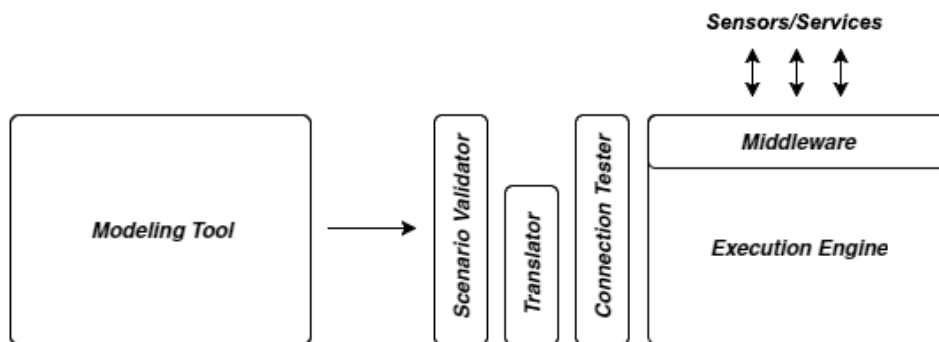 Sensors/Services
Modeling Tool
Scenario Validator
Translator
Connection Tester
Middleware
Execution Engine